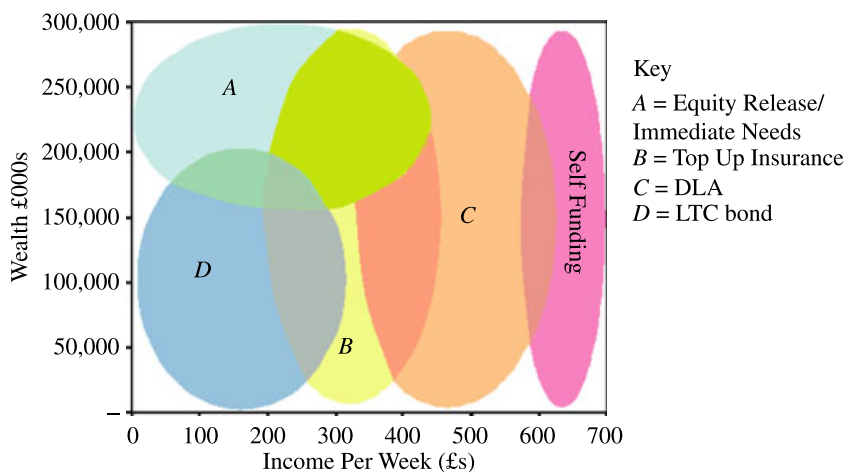 300,000
250,000
200,000
150,000
100,000
50,000
–
Wealth £000s
0 100 200 300 400 500 600 700
Income Per Week (£s)
A
B
C
D
Self Funding
Key
A = Equity Release/
Immediate Needs
B = Top Up Insurance
C = DLA
D = LTC bond